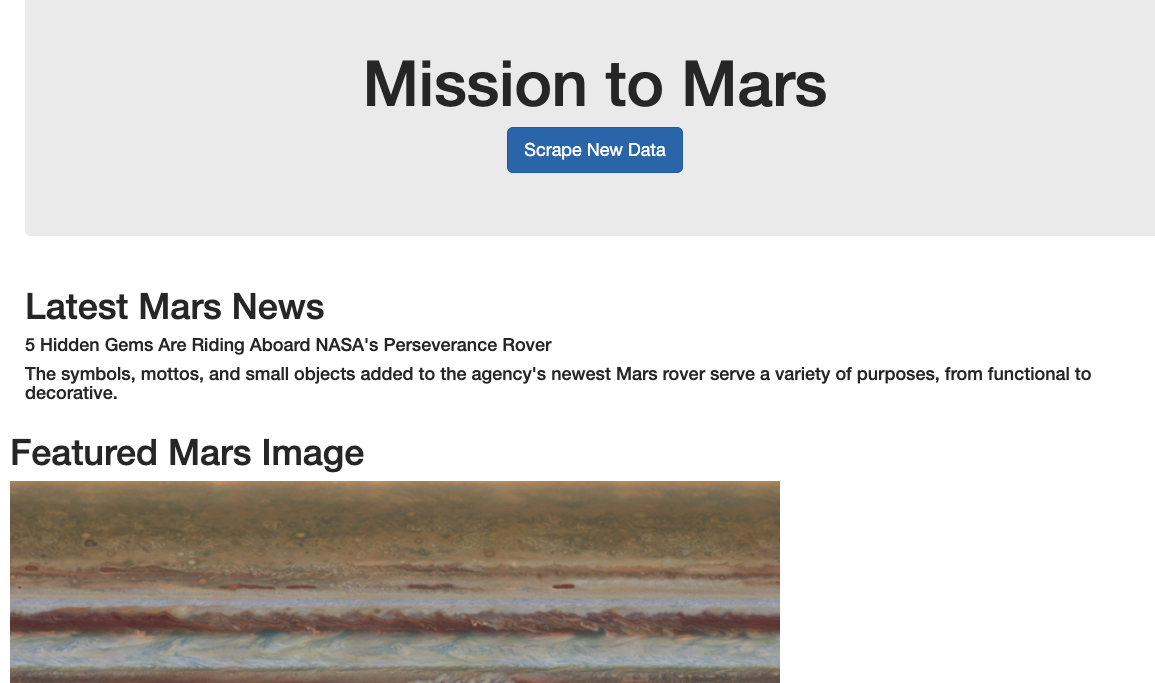 Mission to Mars
Scrape New Data
Latest Mars News
5 Hidden Gems Are Riding Aboard NASA's Perseverance Rover
The symbols, mottos, and small objects added to the agency's newest Mars rover serve a variety of purposes, from functional to
decorative.
Featured Mars Image